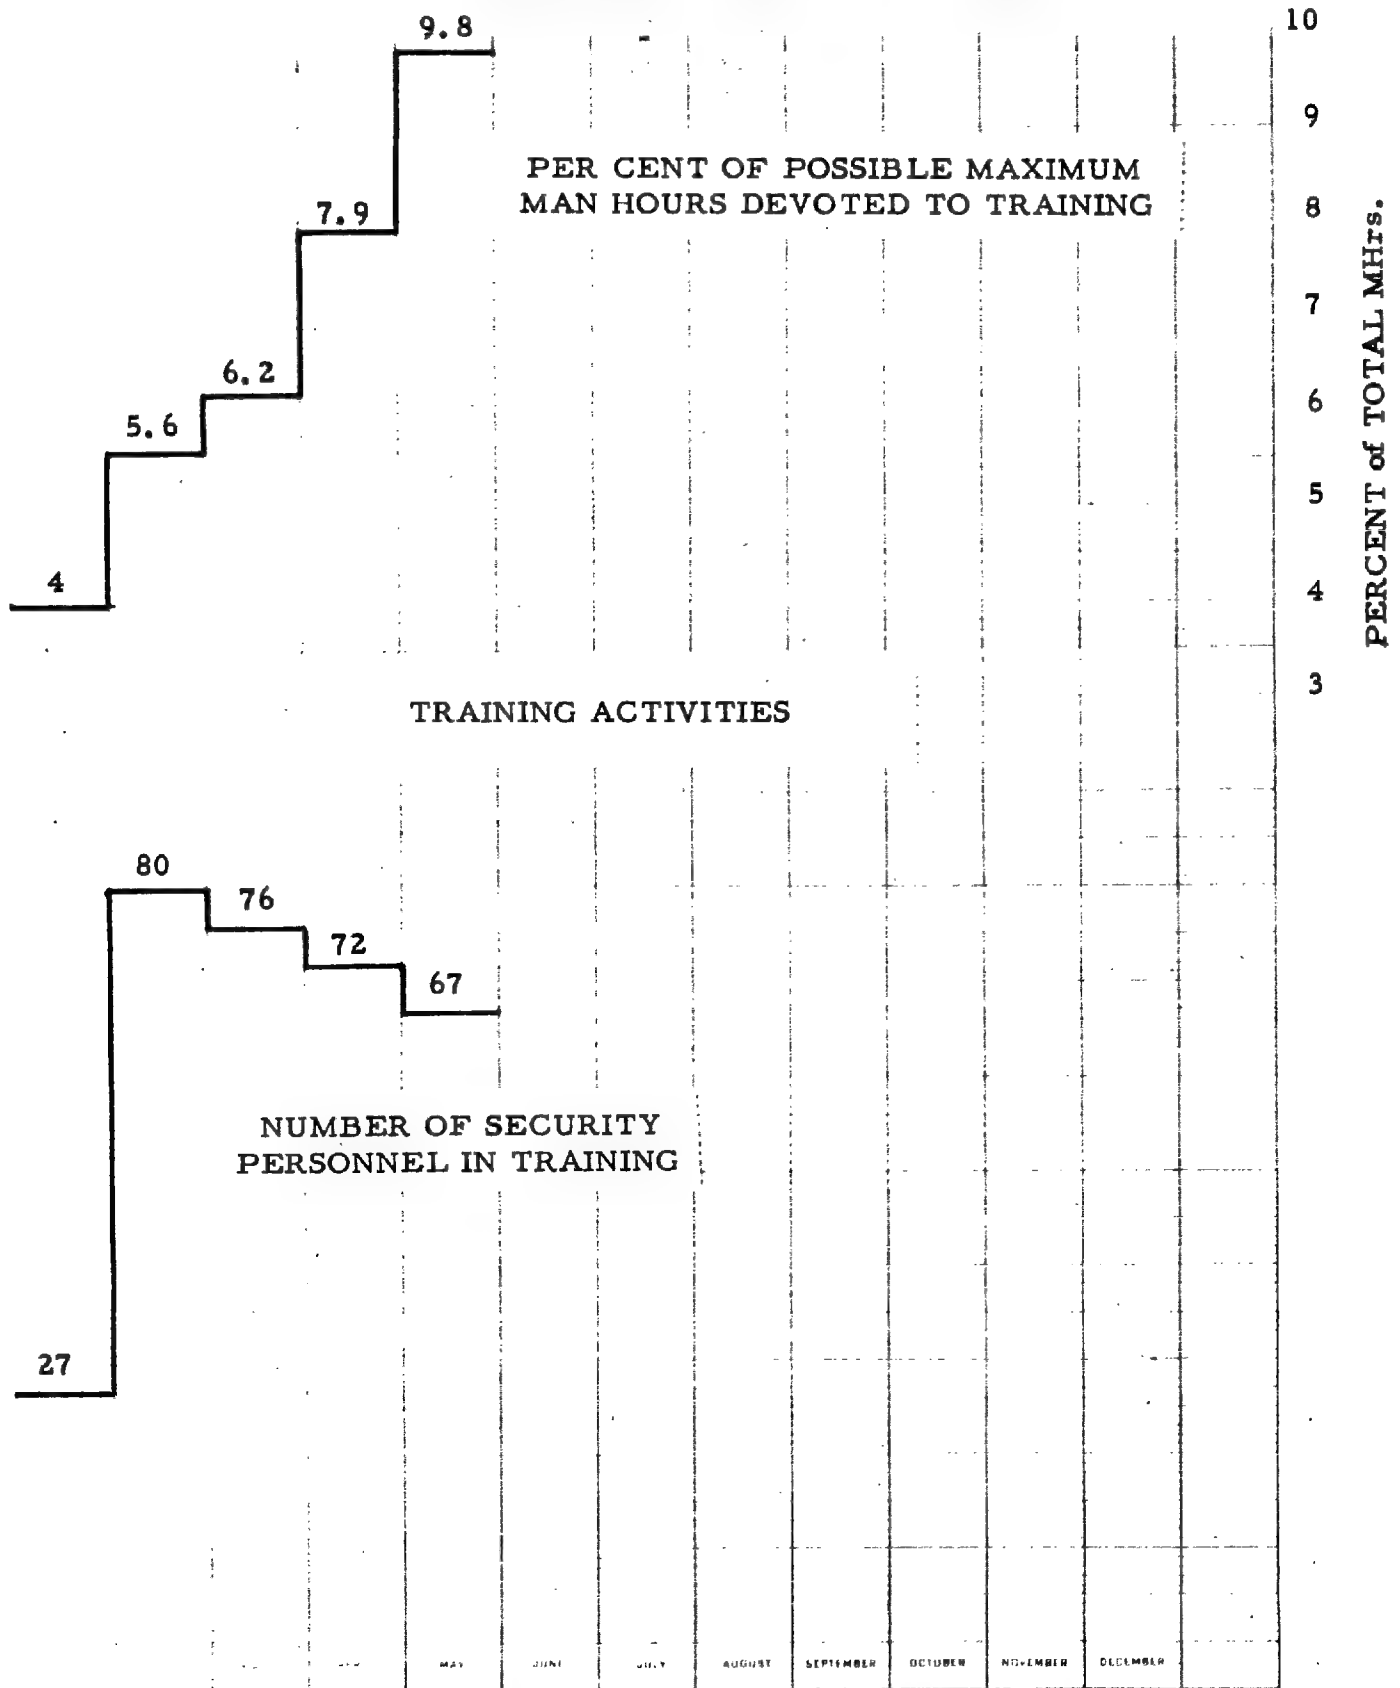 9.8
10
9
PER CENT OF POSSIBLE MAXIMUM
MAN HOURS DEVOTED TO TRAINING
7.9
8
7
6.2
6
5.6
5
4
4
3
PERCENT of TOTAL MHrs.
TRAINING ACTIVITIES
80
76
72
67
NUMBER OF SECURITY
PERSONNEL IN TRAINING
27
MAY JUNE JULY AUGUST SEPTEMBER OCTOBER NOVEMBER DECEMBER